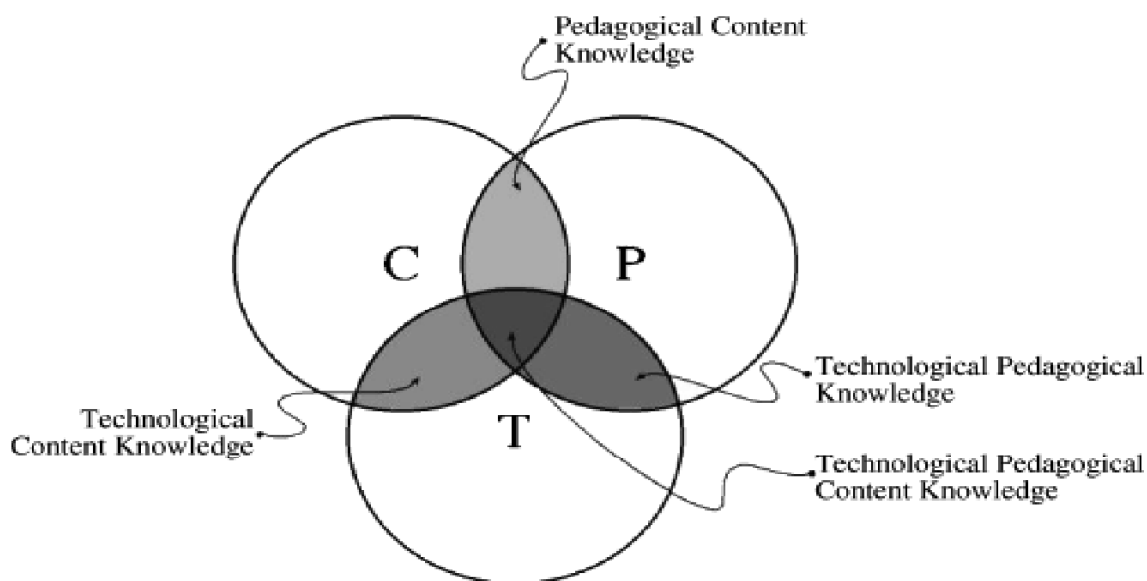 Pedagogical Content
Knowledge
C
P
Technological Pedagogical
Knowledge
Technological
Content Knowledge
T
Technological Pedagogical
Content Knowledge